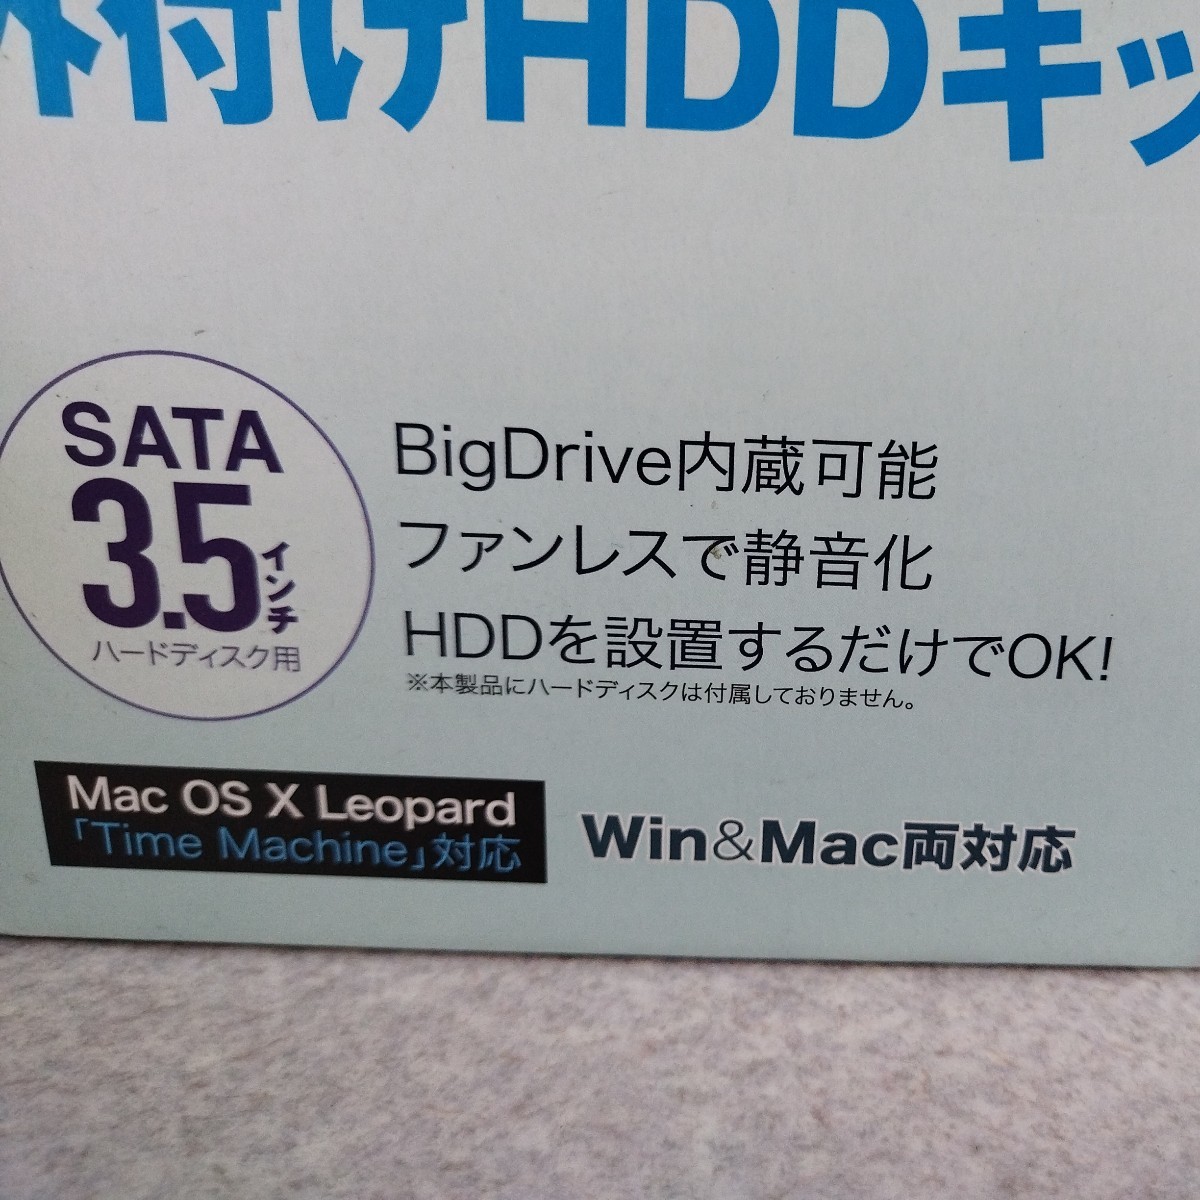 付けHDDキッ
SATA
3.5インチ
ハードディスク用
BigDrive内蔵可能
ファンレスで静音化
HDDを設置するだけでOK!
※本製品にハードディスクは付属しておりません。
Mac OS X Leopard
「Time Machine」対応
Win&Mac両対応